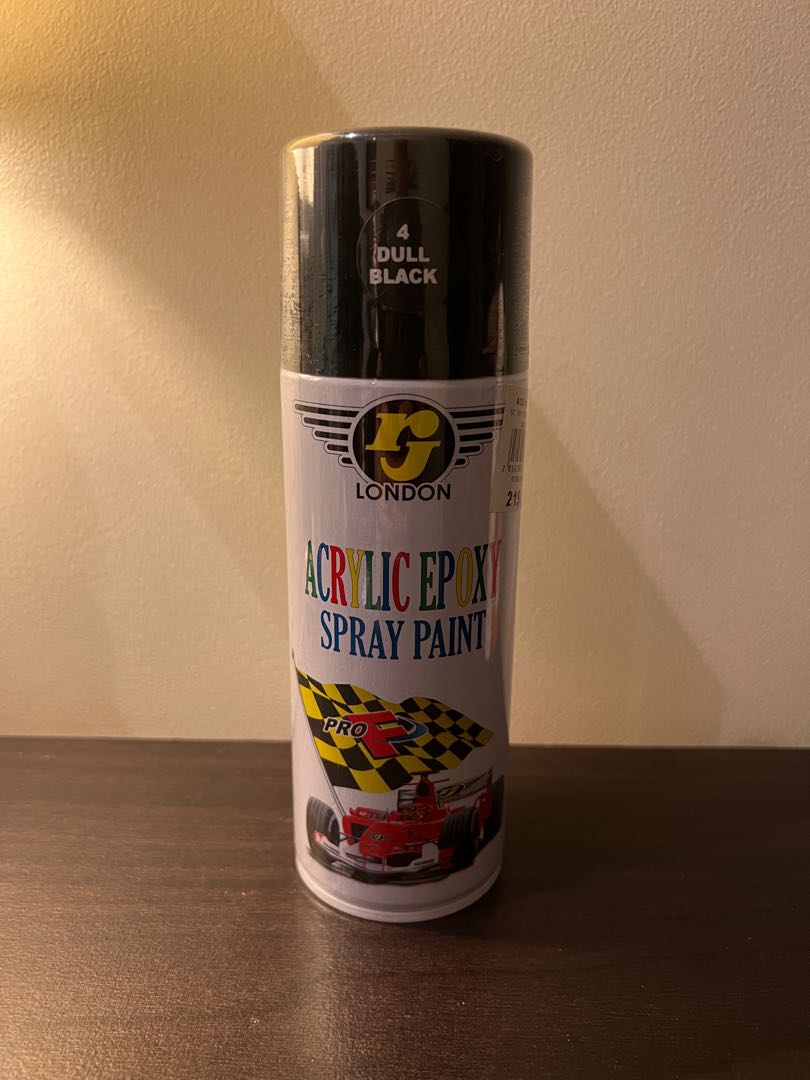 4
DULL
BLACK
rj
LONDON
ACRYLIC EPOXY
SPRAY PAINT
PRO